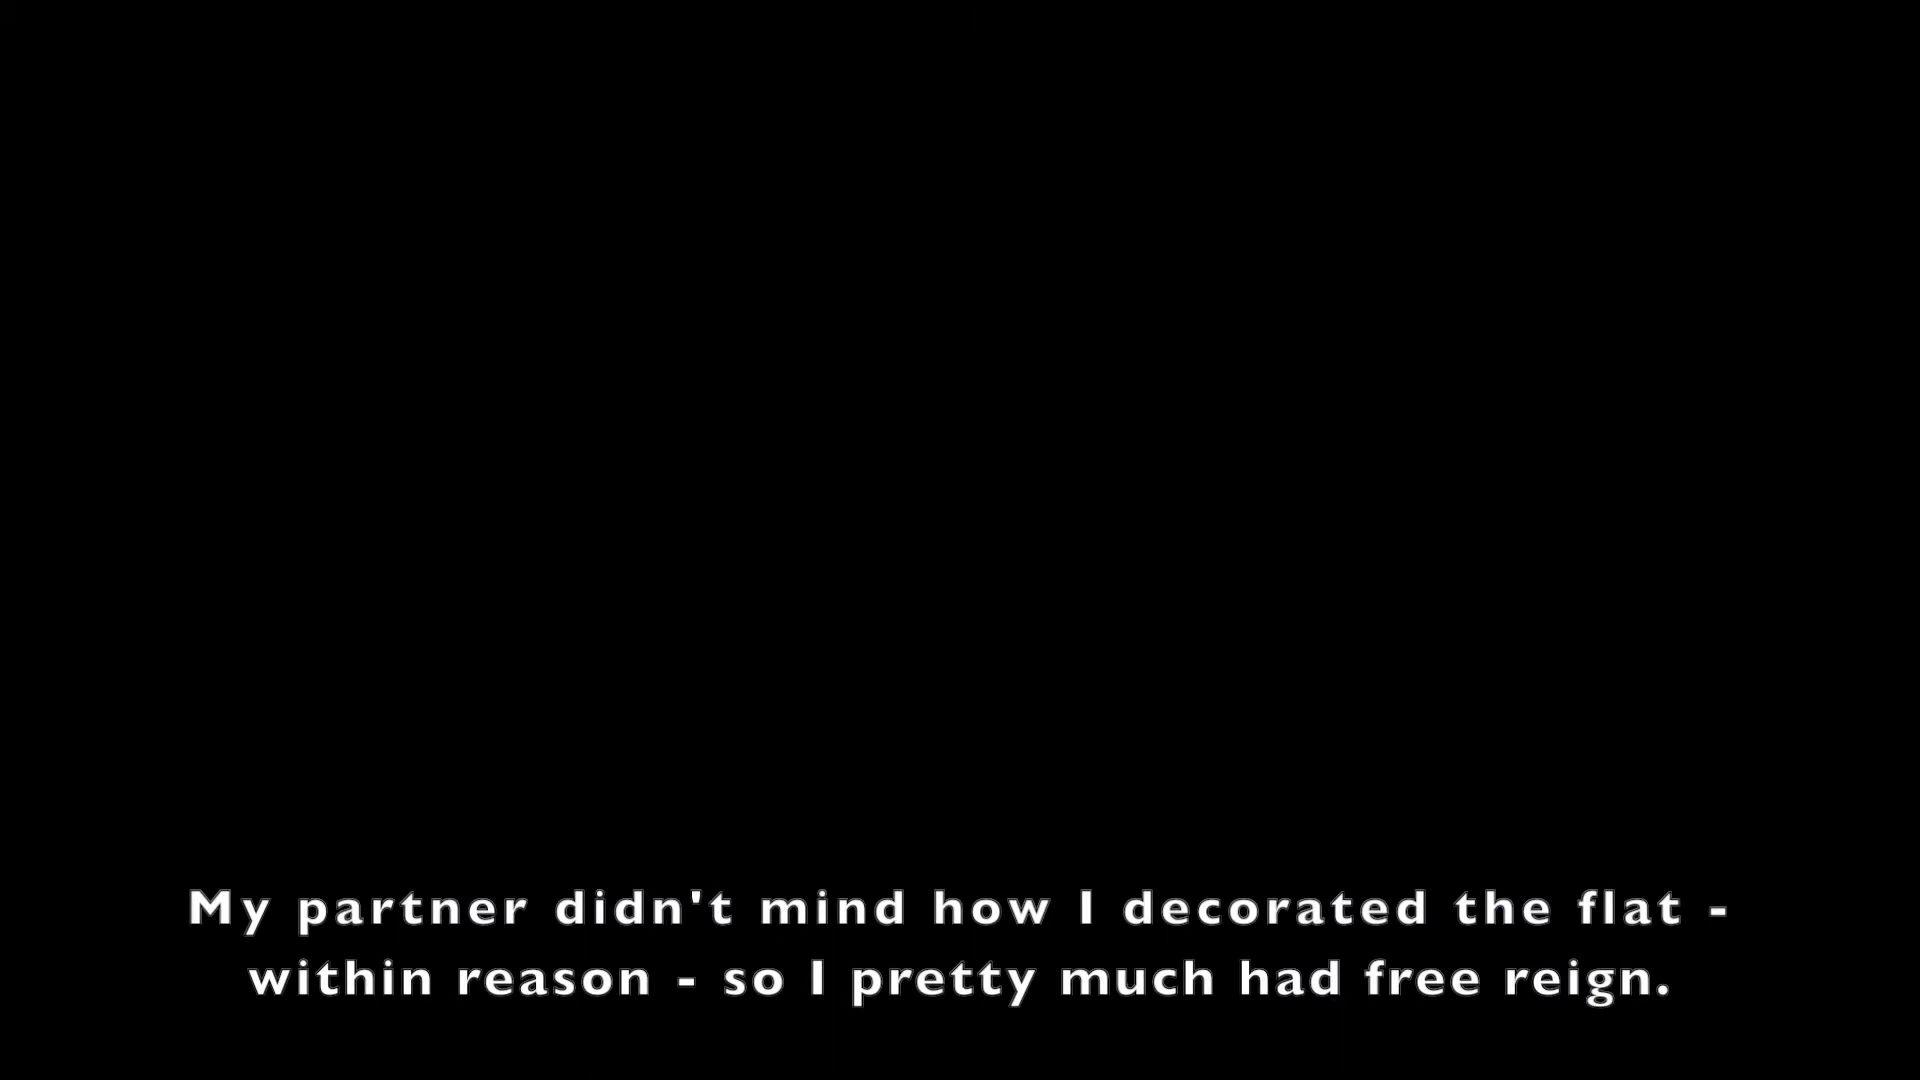 My partner didn't mind how I decorated the flat -
within reason - so I pretty much had free reign.